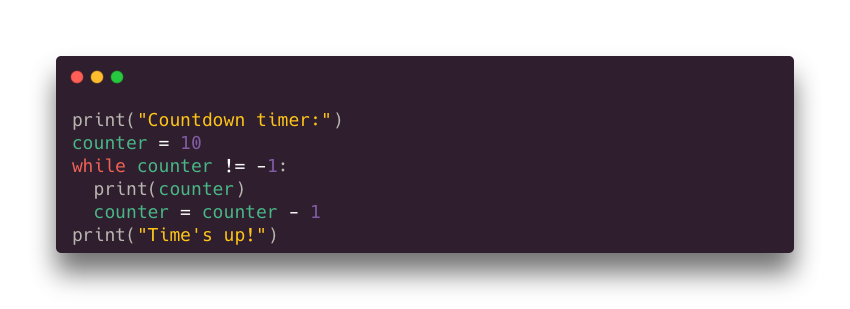 print("Countdown timer:")
counter = 10
while counter != -1:
  print(counter)
  counter = counter - 1
print("Time's up!")